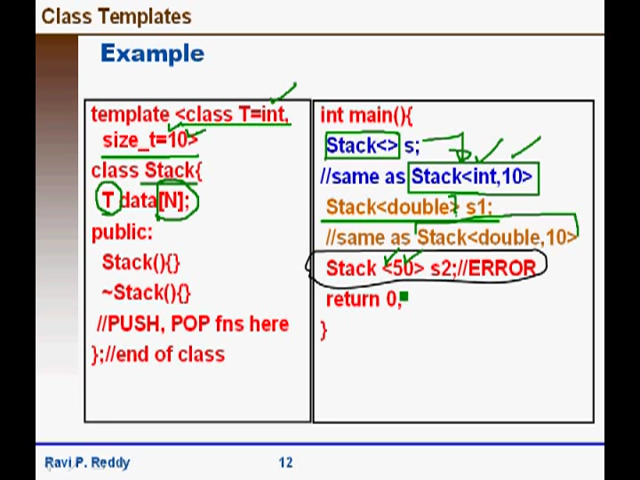 Class Templates
Example
template <class T=int,
size_t=10>
class Stack{
T data[N];
public:
Stack(){}
~Stack(){}
//PUSH, POP fns here
};//end of class
int main(){
Stack<> s;
//same as Stack<int,10>
Stack<double> s1;
//same as Stack<double,10>
Stack <50> s2;//ERROR
return 0;
}
Ravi P. Reddy
12